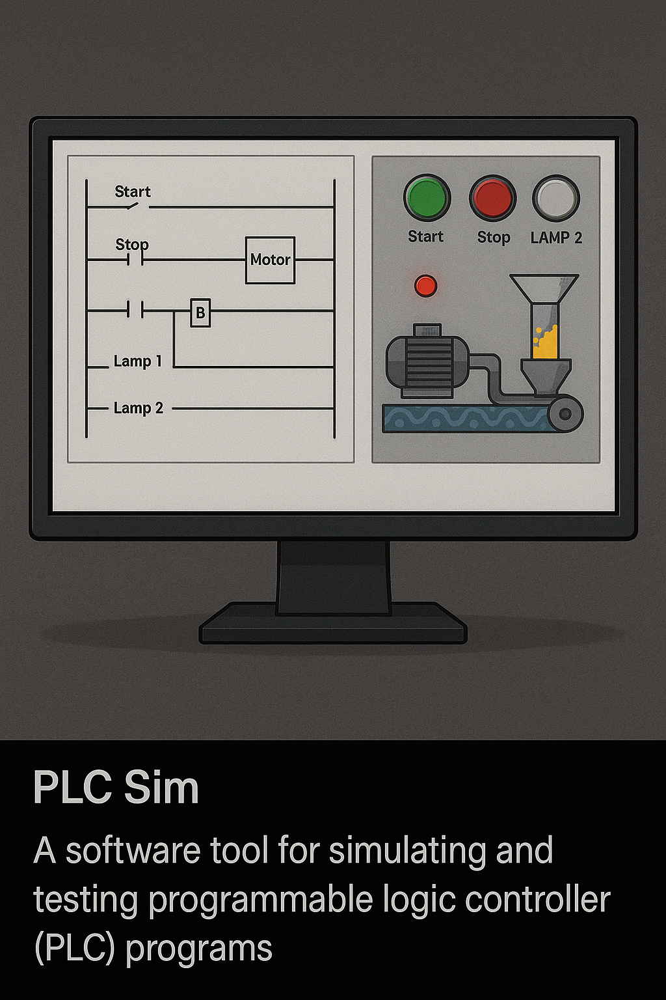 Start
Stop
Motor
B
Lamp 1
Lamp 2
Start Stop LAMP 2
PLC Sim
A software tool for simulating and
testing programmable logic controller
(PLC) programs